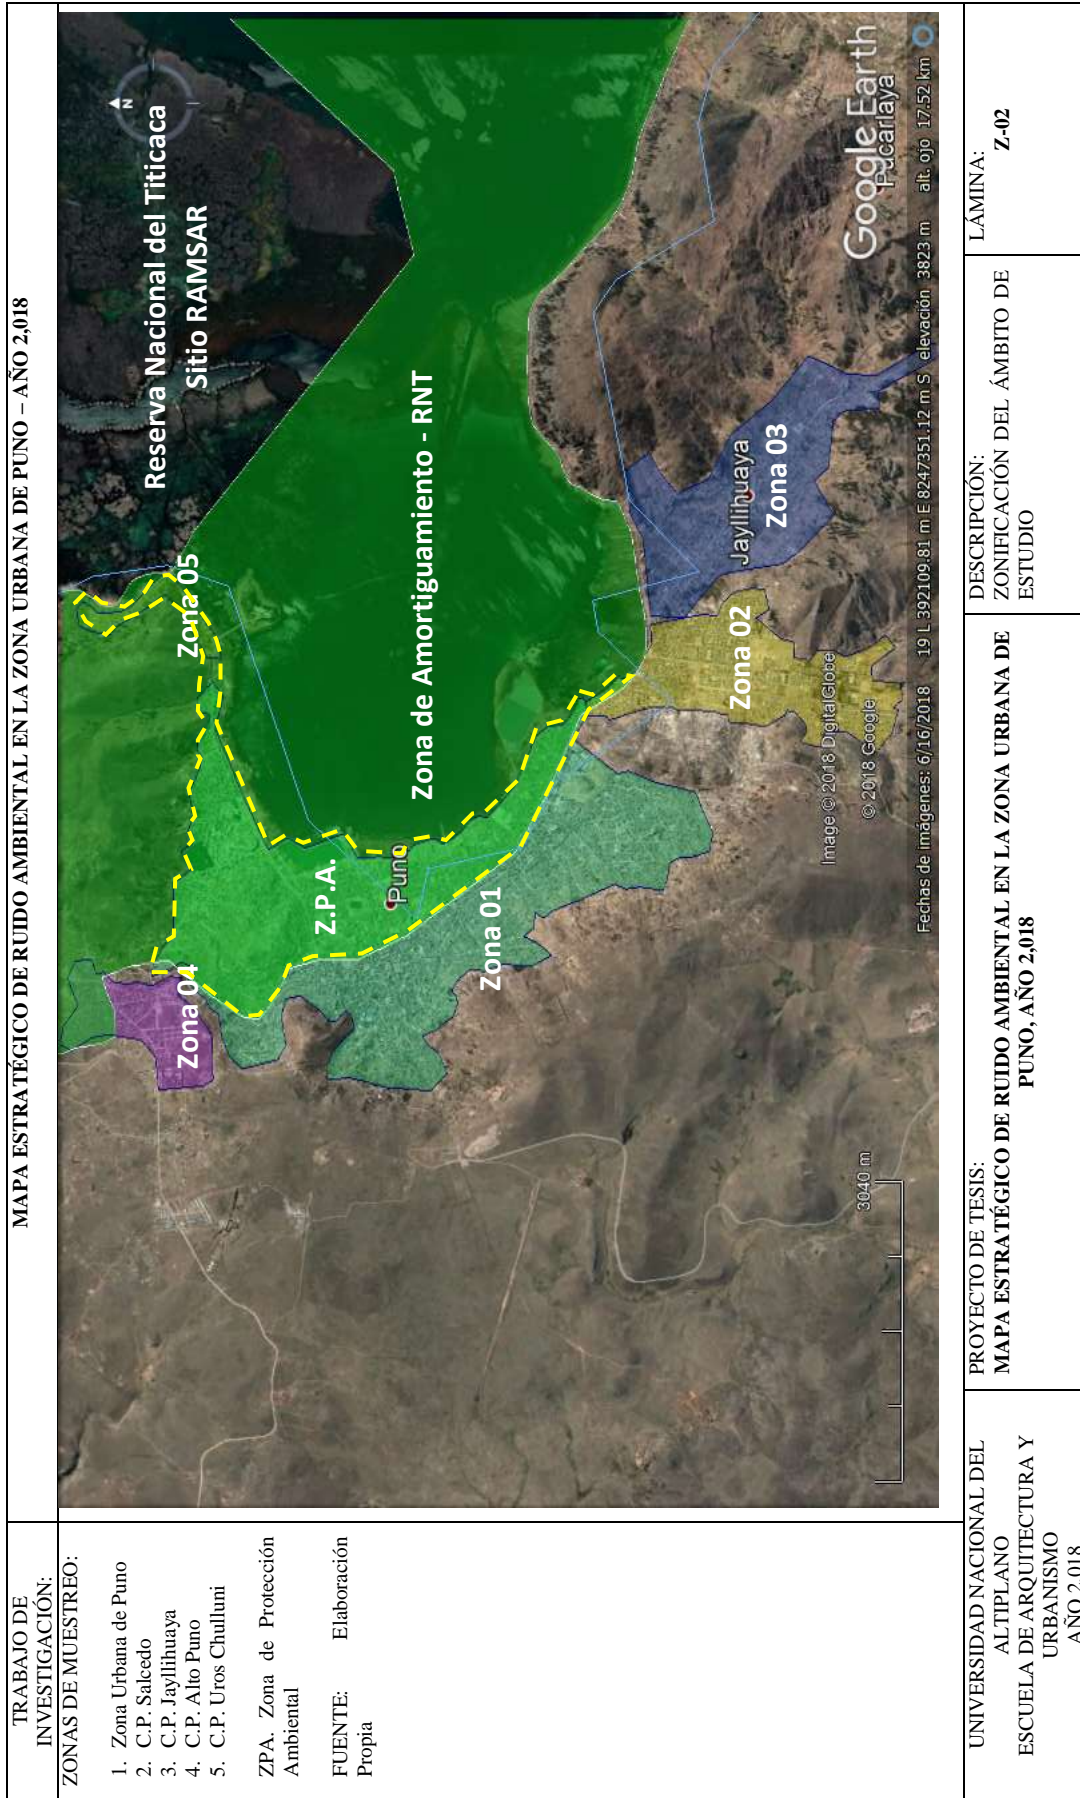 MAPA ESTRATÉGICO DE RUIDO AMBIENTAL EN LA ZONA URBANA DE PUNO – AÑO 2,018
TRABAJO DE
INVESTIGACIÓN:
ZONAS DE MUESTREO:
1. Zona Urbana de Puno
2. C.P. Salcedo
3. C.P. Jayllihuaya
4. C.P. Alto Puno
5. C.P. Uros Chulluni
ZPA. Zona de Protección
Ambiental
FUENTE: Elaboración
Propia
N
Reserva Nacional del Titicaca
Sitio RAMSAR
Zona 05
Zona 04
Z.P.A.
Puno
Zona de Amortiguamiento - RNT
Zona 01
Zona 02
Jayllihuaya
Zona 03
Google Earth
Pucarlaya
Image © 2018 DigitalGlobe
© 2018 Google
3040 m
Fechas de imágenes: 6/16/2018 19 L 392109.81 m E 8247351.12 m S elevación 3823 m alt. ojo 17.52 km
UNIVERSIDAD NACIONAL DEL
ALTIPLANO
ESCUELA DE ARQUITECTURA Y
URBANISMO
AÑO 2,018
PROYECTO DE TESIS:
MAPA ESTRATÉGICO DE RUIDO AMBIENTAL EN LA ZONA URBANA DE
PUNO, AÑO 2,018
DESCRIPCIÓN:
ZONIFICACIÓN DEL ÁMBITO DE
ESTUDIO
LÁMINA:
Z-02